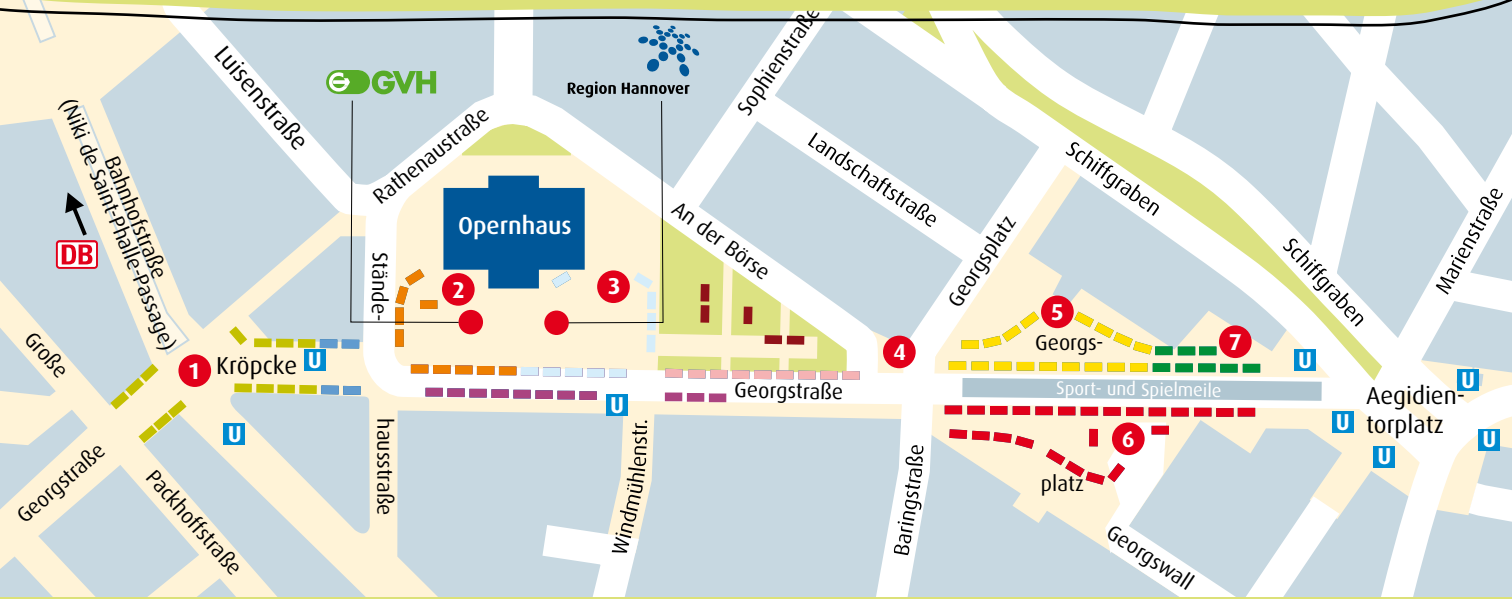 Luisenstraße
GVH
Region Hannover
Sophienstraße
(Niki-de-Saint-Phalle-Passage)
Bahnhofstraße
Rathenaustraße
Landschaftstraße
Schiffgraben
DB
Opernhaus
An der Börse
Georgsplatz
Schiffgraben
Marienstraße
Stände-
2
3
5
Georgs-
7
4
Große
1
Kröpcke
U
U
Georgstraße
Sport- und Spielmeile
U
Aegidien-
torplatz
U
U
U
U
U
hausstraße
6
platz
Georgstraße
Packhoffstraße
Windmühlenstr.
Baringstraße
Georgswall